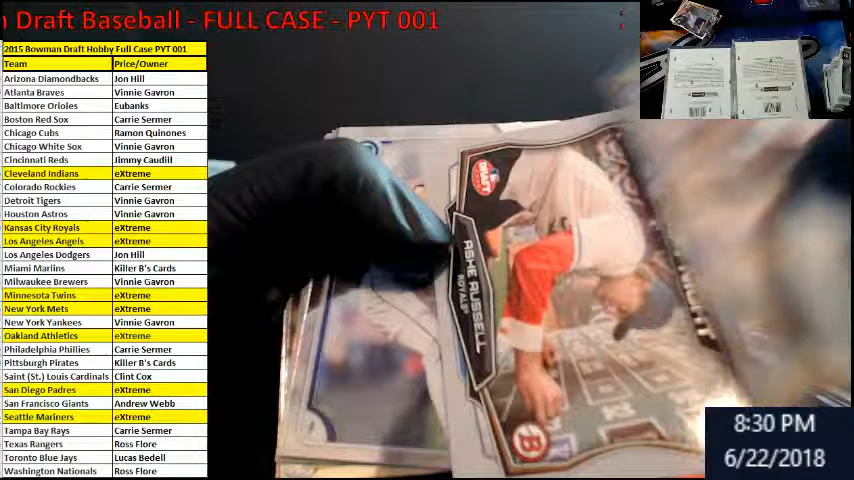 n Draft Baseball - FULL CASE - PYT 001
2015 Bowman Draft Hobby Full Case PYT 001
Team Price/Owner
Arizona Diamondbacks Jon Hill
Atlanta Braves Vinnie Gavron
Baltimore Orioles Eubanks
Boston Red Sox Carrie Sermer
Chicago Cubs Ramon Quinones
Chicago White Sox Vinnie Gavron
Cincinnati Reds Jimmy Caudill
Cleveland Indians eXtreme
Colorado Rockies Carrie Sermer
Detroit Tigers Vinnie Gavron
Houston Astros Vinnie Gavron
Kansas City Royals eXtreme
Los Angeles Angels eXtreme
Los Angeles Dodgers Jon Hill
Miami Marlins Killer B's Cards
Milwaukee Brewers Vinnie Gavron
Minnesota Twins eXtreme
New York Mets eXtreme
New York Yankees Vinnie Gavron
Oakland Athletics eXtreme
Philadelphia Phillies Carrie Sermer
Pittsburgh Pirates Killer B's Cards
Saint (St.) Louis Cardinals Clint Cox
San Diego Padres eXtreme
San Francisco Giants Andrew Webb
Seattle Mariners eXtreme
Tampa Bay Rays Carrie Sermer
Texas Rangers Ross Flore
Toronto Blue Jays Lucas Bedell
Washington Nationals Ross Flore
DRAFT
ASHE RUSSELL
ROYALS
B
8:30 PM
6/22/2018